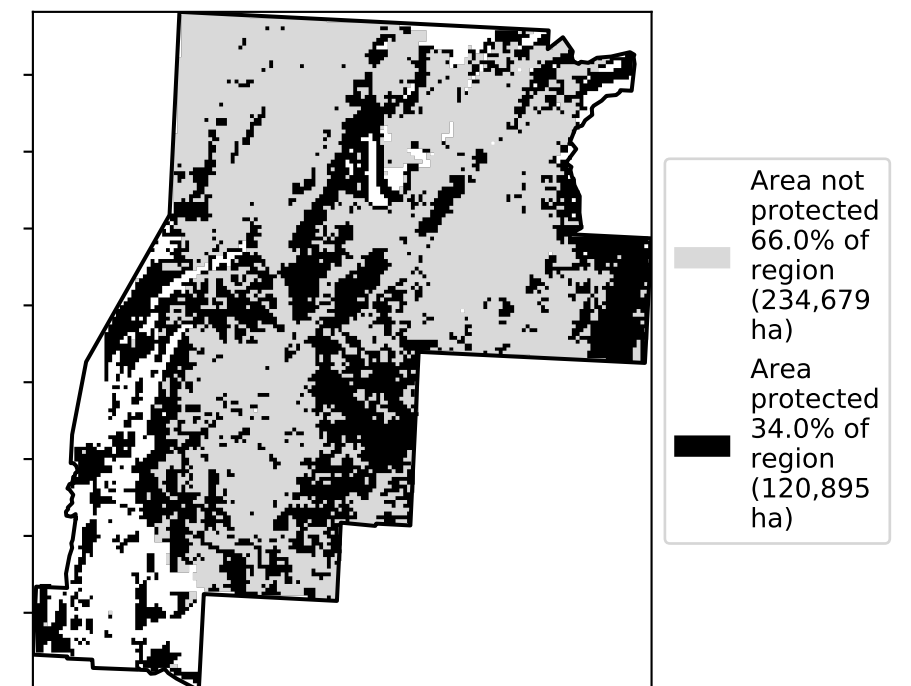 Area not
protected
66.0% of
region
(234,679
ha)
Area
protected
34.0% of
region
(120,895
ha)